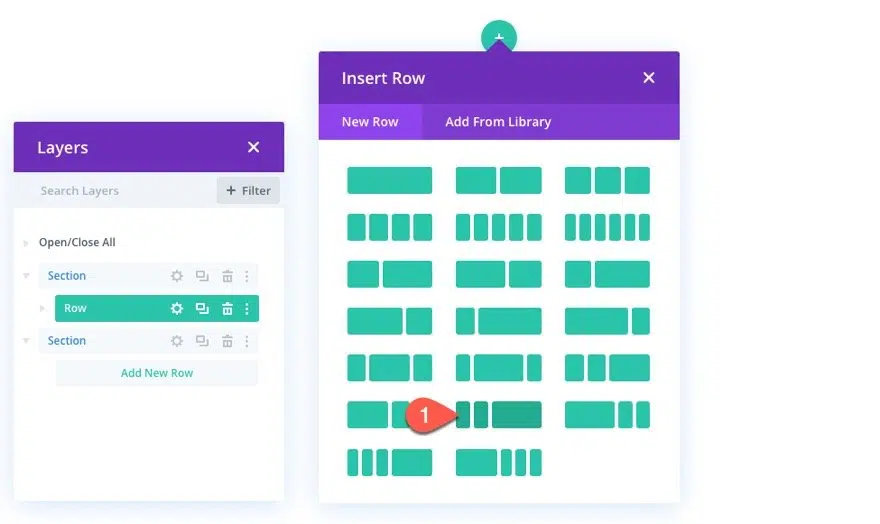 +
Insert Row ×
New Row Add From Library
Layers ×
Search Layers + Filter
Open/Close All
Section
Row
Section
Add New Row
1